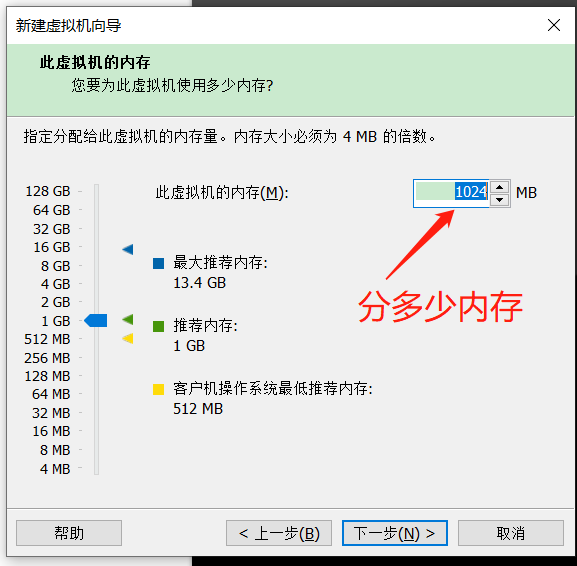 新建虚拟机向导
此虚拟机的内存
您要为此虚拟机使用多少内存?
指定分配给此虚拟机的内存量。内存大小必须为 4 MB 的倍数。
128 GB
64 GB
32 GB
16 GB
8 GB
4 GB
2 GB
1 GB
512 MB
256 MB
128 MB
64 MB
32 MB
16 MB
8 MB
4 MB
此虚拟机的内存(M):
1024
MB
最大推荐内存:
13.4 GB
分多少内存
推荐内存:
1 GB
客户机操作系统最低推荐内存:
512 MB
帮助
< 上一步(B)
下一步(N) >
取消